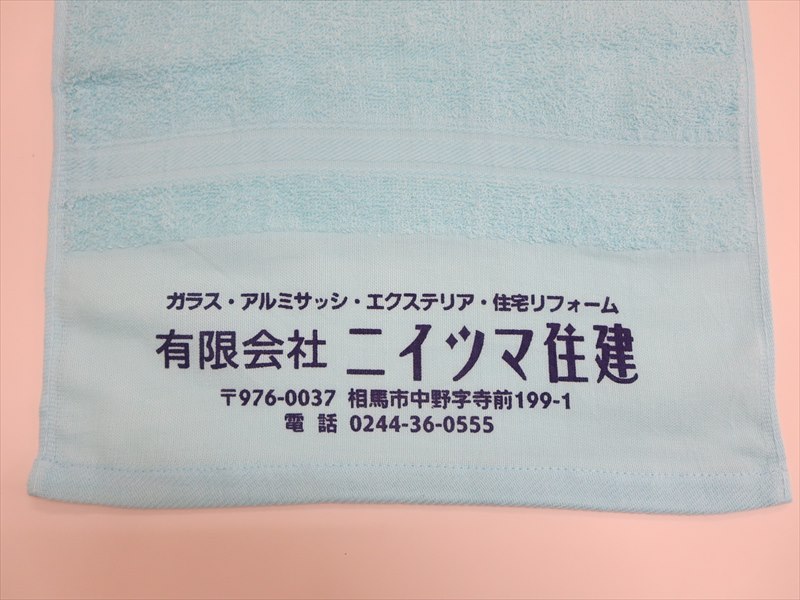 ガラス・アルミサッシ・エクステリア・住宅リフォーム
有限会社 ニイツマ住建
〒976-0037 相馬市中野字寺前199-1
電 話 0244-36-0555